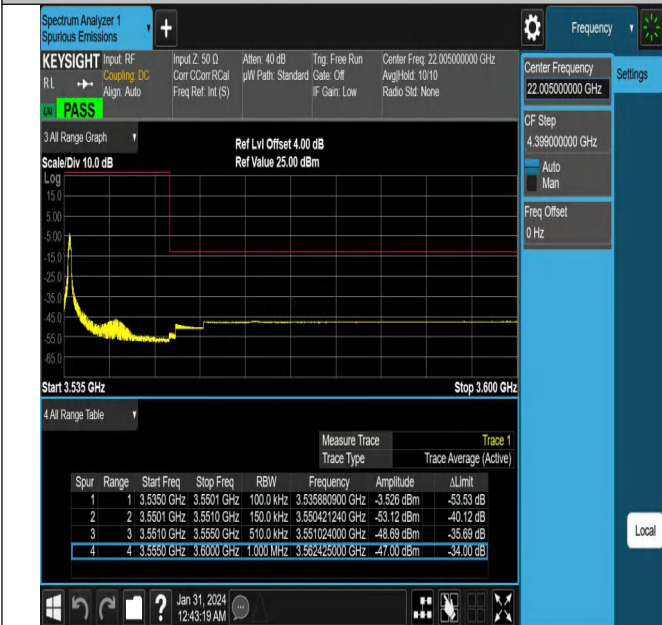 Spectrum Analyzer 1
Spurious Emissions
+
Frequency
KEYSIGHT
RL
Input: RF
Coupling: DC
Align: Auto
Input Z: 50 Ω
Corr CCorr RCal
Freq Ref: Int (S)
Atten: 40 dB
µW Path: Standard
Trig: Free Run
Gate: Off
IF Gain: Low
Center Freq: 22.005000000 GHz
Avg|Hold: 10/10
Radio Std: None
PASS
Center Frequency
22.005000000 GHz
Settings
CF Step
4.399000000 GHz
Auto
Man
Freq Offset
0 Hz
3 All Range Graph
Scale/Div 10.0 dB
Ref Lvl Offset 4.00 dB
Ref Value 25.00 dBm
Log
15.0
5.00
-5.00
-15.0
-25.0
-35.0
-45.0
-55.0
-65.0
Start 3.535 GHz
Stop 3.600 GHz
4 All Range Table
Measure Trace Trace 1
Trace Type Trace Average (Active)
Spur Range Start Freq Stop Freq RBW Frequency Amplitude ΔLimit
1 1 3.5350 GHz 3.5501 GHz 100.0 kHz 3.535880900 GHz -3.526 dBm -53.53 dB
2 2 3.5501 GHz 3.5510 GHz 150.0 kHz 3.550421240 GHz -53.12 dBm -40.12 dB
3 3 3.5510 GHz 3.5550 GHz 510.0 kHz 3.551024000 GHz -48.69 dBm -35.69 dB
4 4 3.5550 GHz 3.6000 GHz 1.000 MHz 3.562425000 GHz -47.00 dBm -34.00 dB
Local
?
Jan 31, 2024
12:43:19 AM